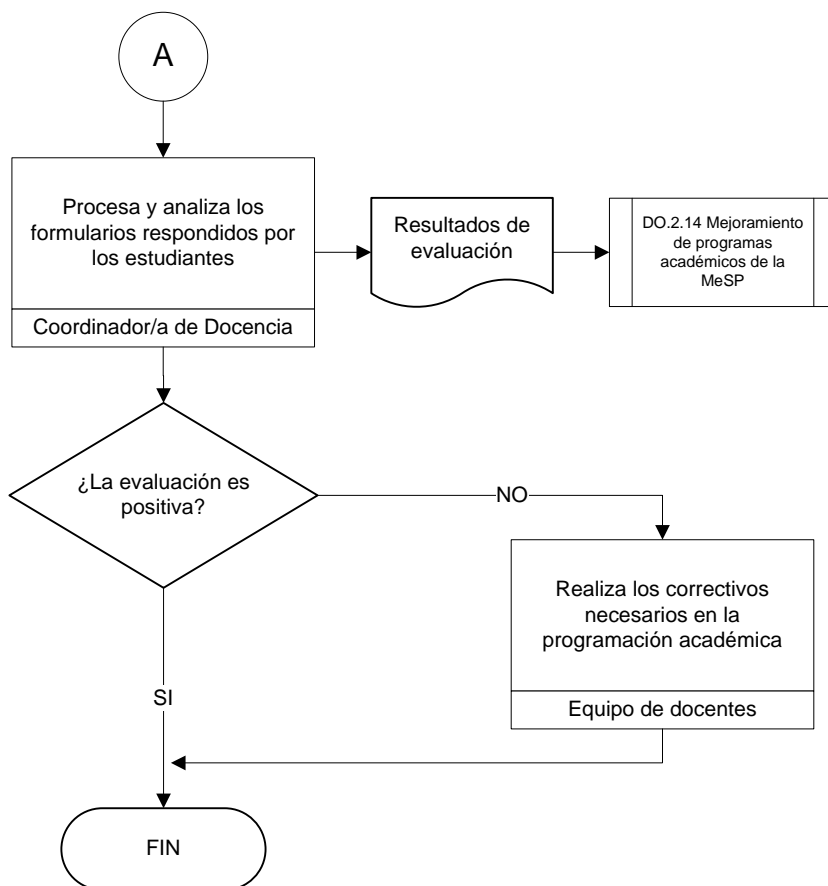 A
Procesa y analiza los
formularios respondidos por
los estudiantes
Coordinador/a de Docencia
Resultados de
evaluación
DO.2.14 Mejoramiento
de programas
académicos de la
MeSP
¿La evaluación es
positiva?
NO
Realiza los correctivos
necesarios en la
programación académica
Equipo de docentes
SI
FIN